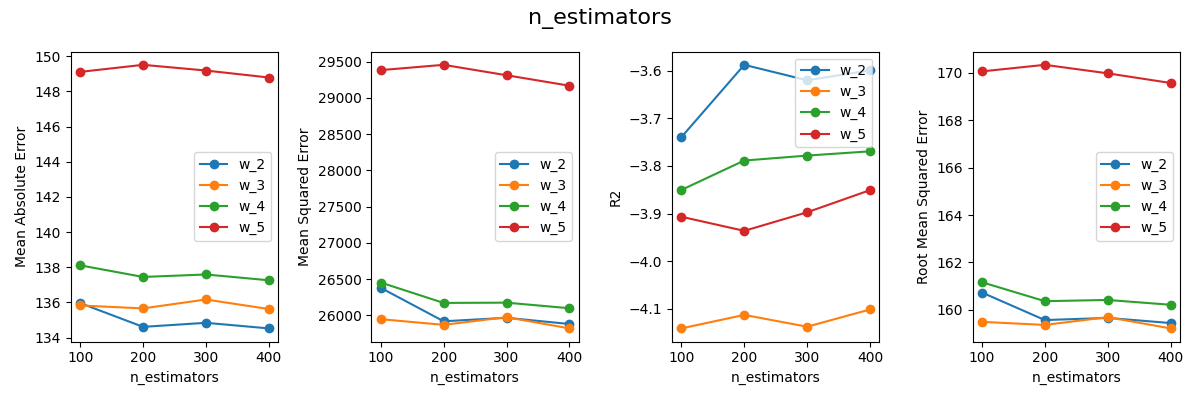 n_estimators
Mean Absolute Error
150
148
146
144
142
140
138
136
134
100 200 300 400
n_estimators
w_2
w_3
w_4
w_5
Mean Squared Error
29500
29000
28500
28000
27500
27000
26500
26000
100 200 300 400
n_estimators
w_2
w_3
w_4
w_5
R2
−3.6
−3.7
−3.8
−3.9
−4.0
−4.1
100 200 300 400
n_estimators
w_2
w_3
w_4
w_5
Root Mean Squared Error
170
168
166
164
162
160
100 200 300 400
n_estimators
w_2
w_3
w_4
w_5